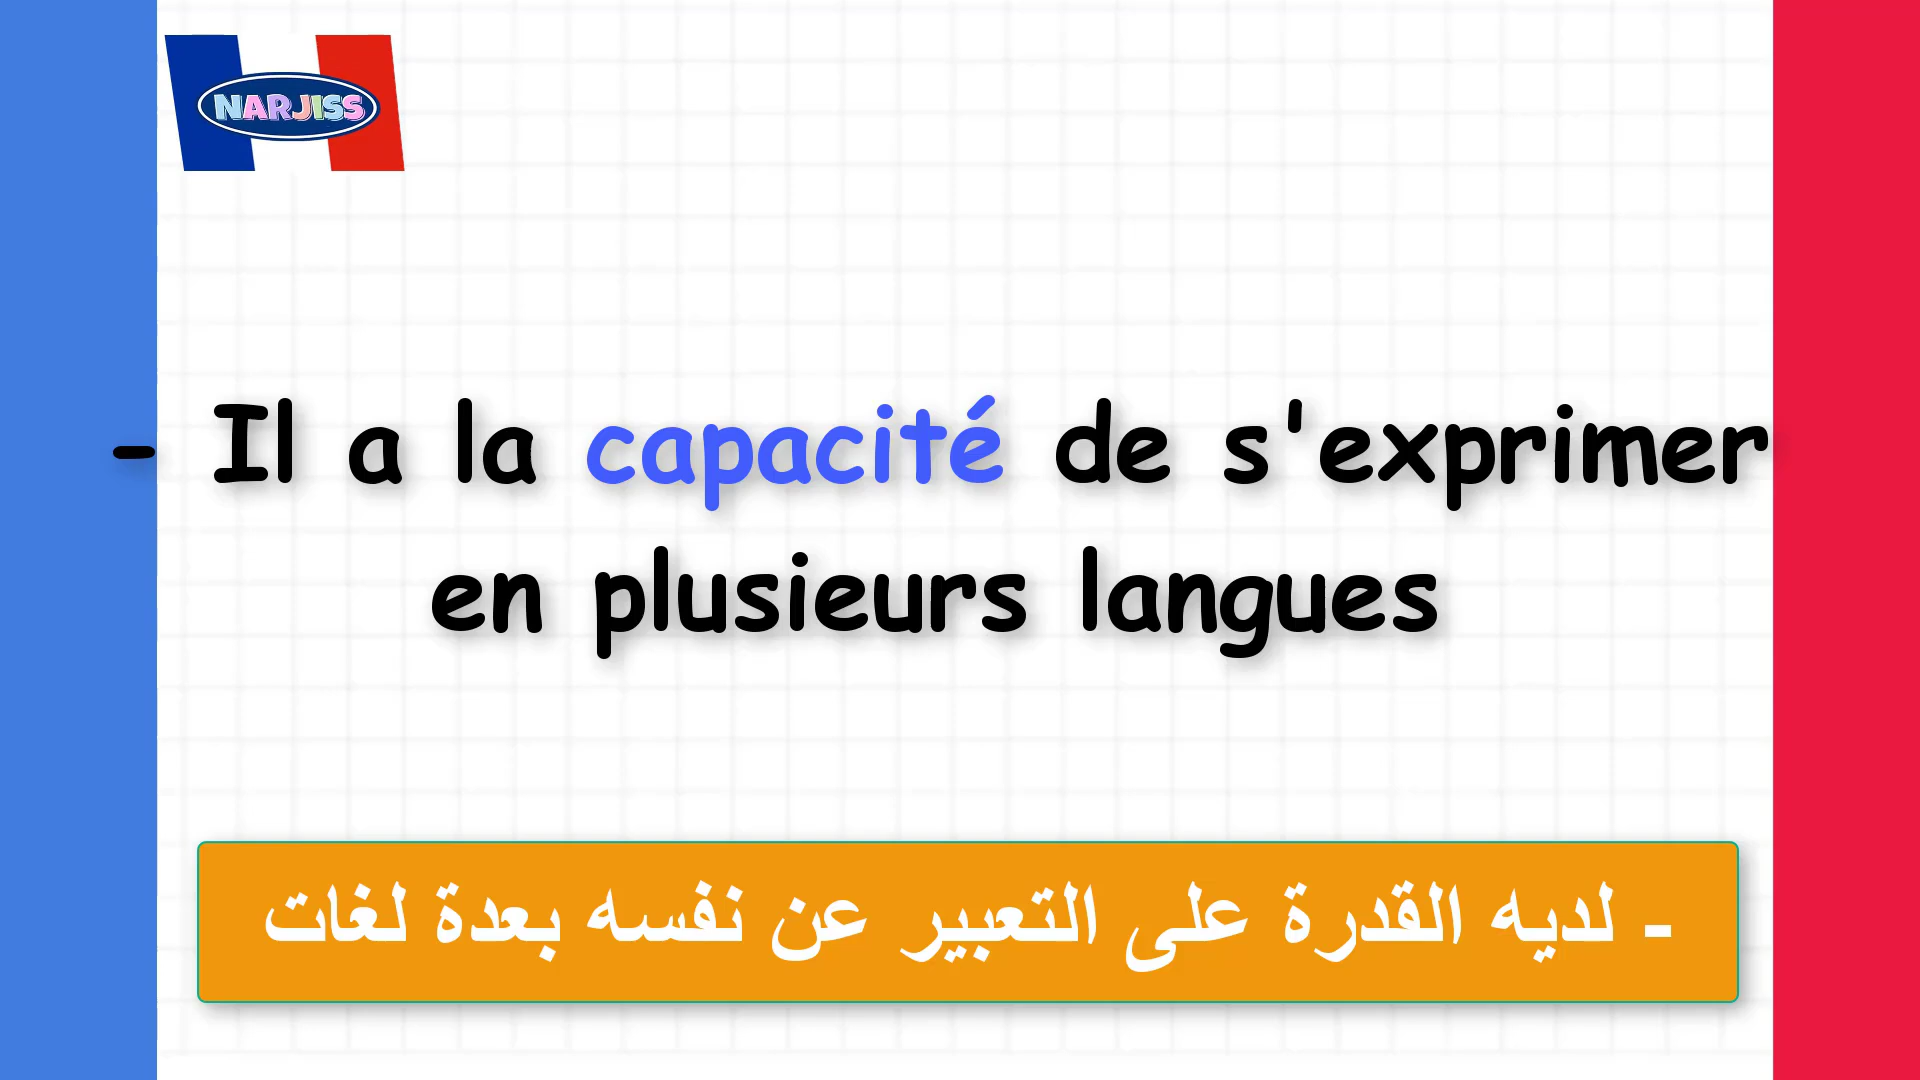 NARJISS
- Il a la capacité de s'exprimer
en plusieurs langues
- لديه القدرة على التعبير عن نفسه بعدة لغات